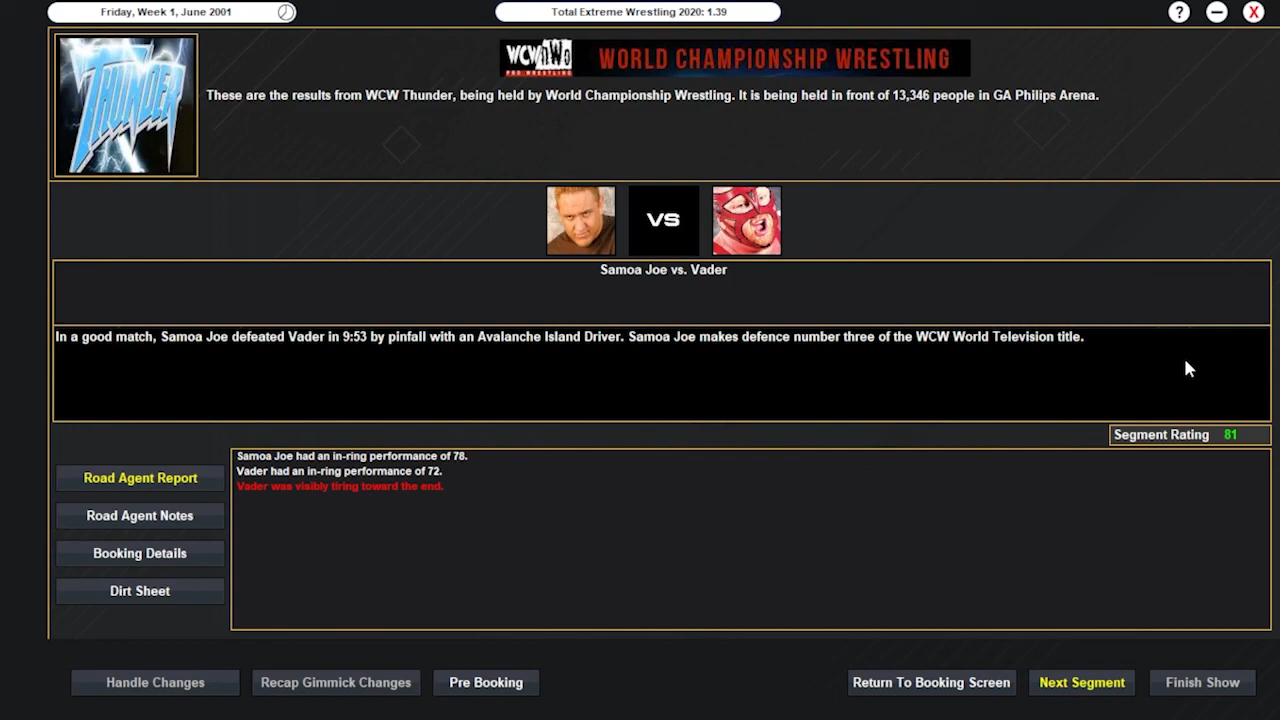 Friday, Week 1, June 2001
Total Extreme Wrestling 2020: 1.39
? X
THUNDER
WCW nWo
PRO WRESTLING
WORLD CHAMPIONSHIP WRESTLING
These are the results from WCW Thunder, being held by World Championship Wrestling. It is being held in front of 13,346 people in GA Philips Arena.
VS
Samoa Joe vs. Vader
In a good match, Samoa Joe defeated Vader in 9:53 by pinfall with an Avalanche Island Driver. Samoa Joe makes defence number three of the WCW World Television title.
Segment Rating 81
Road Agent Report
Road Agent Notes
Booking Details
Dirt Sheet
Samoa Joe had an in-ring performance of 78.
Vader had an in-ring performance of 72.
Vader was visibly tiring toward the end.
Handle Changes
Recap Gimmick Changes
Pre Booking
Return To Booking Screen
Next Segment
Finish Show